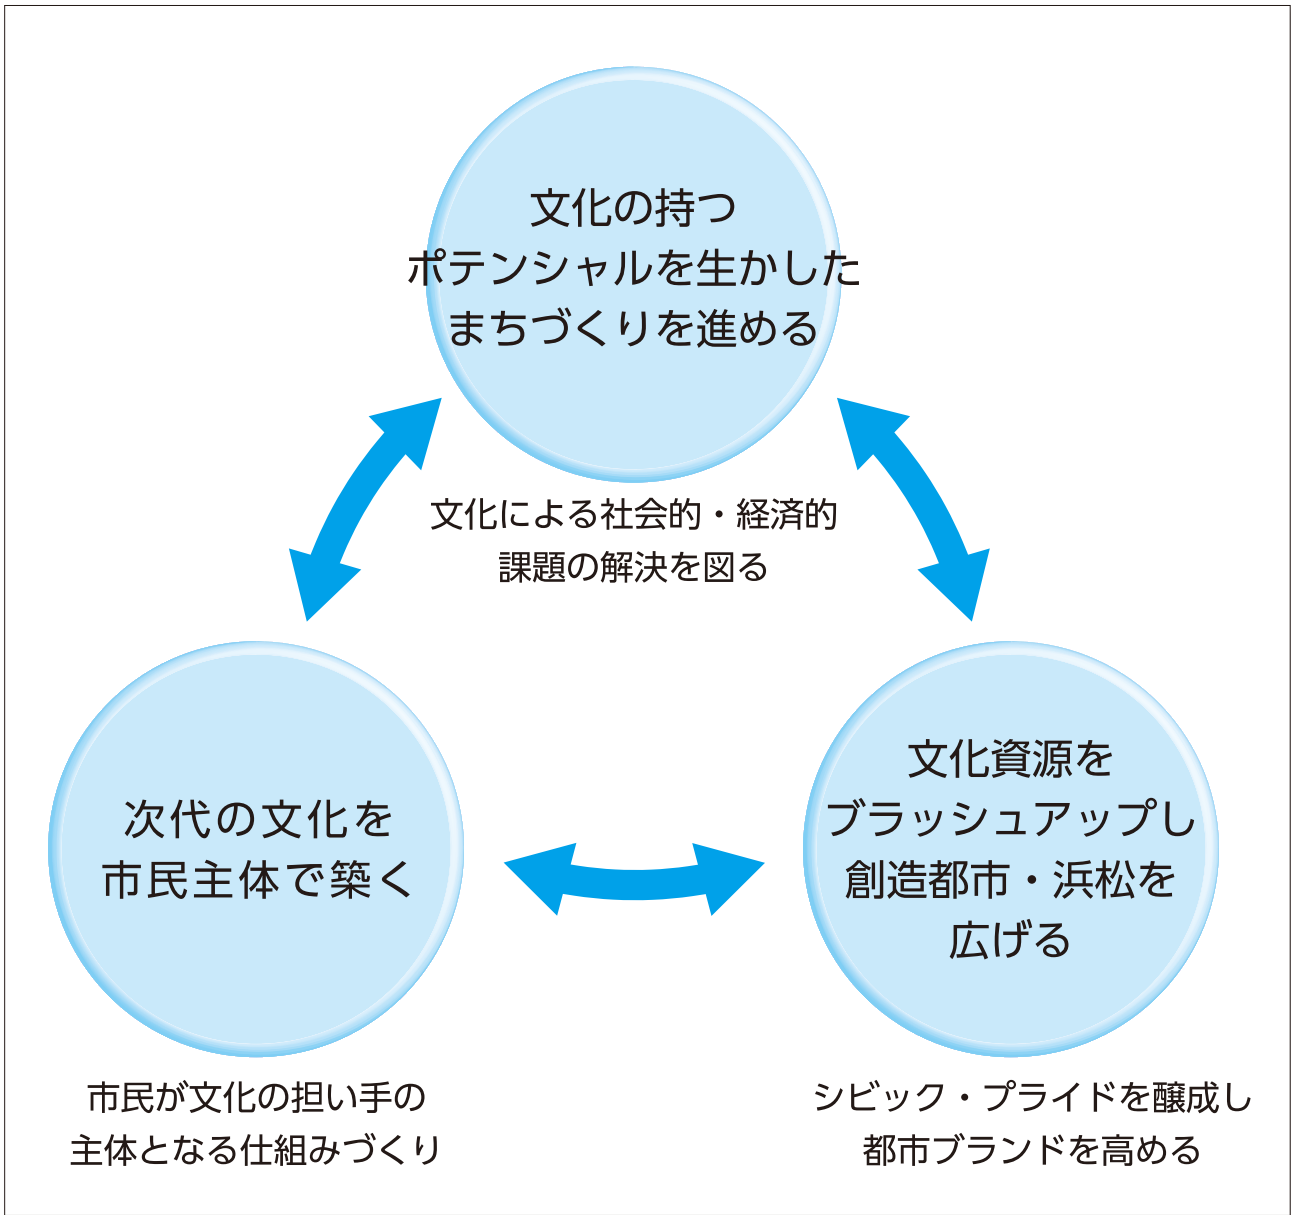 文化の持つ
ポテンシャルを生かした
まちづくりを進める
文化による社会的・経済的
課題の解決を図る
次代の文化を
市民主体で築く
市民が文化の担い手の
主体となる仕組みづくり
文化資源を
ブラッシュアップし
創造都市・浜松を
広げる
シビック・プライドを醸成し
都市ブランドを高める